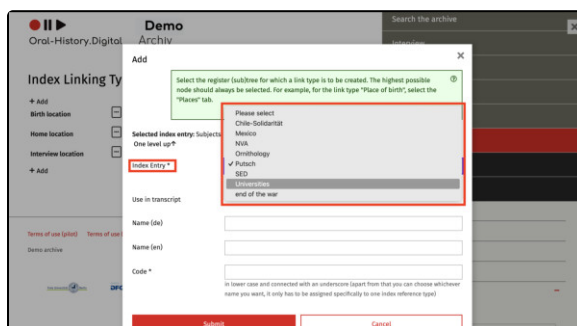 Oral-History.Digital
Demo
Archiv
Search the archive
Interview
Index Linking Ty
+ Add
Birth location
Home location
Interview location
+ Add
Terms of use (pilot)
Terms of use
Demo archive
Add
Select the register (sub)tree for which a link type is to be created. The highest possible
node should always be selected. For example, for the link type "Place of birth", select the
"Places" tab.
Selected index entry: Subjects
One level up↑
Index Entry *
Please select
Chile-Solidarität
Mexico
NVA
Ornithology
✓ Putsch
SED
Universities
end of the war
Use in transcript
Name (de)
Name (en)
Code *
in lower case and connected with an underscore (apart from that you can choose whichever
name you want, it only has to be assigned specifically to one index reference type)
Submit
Cancel